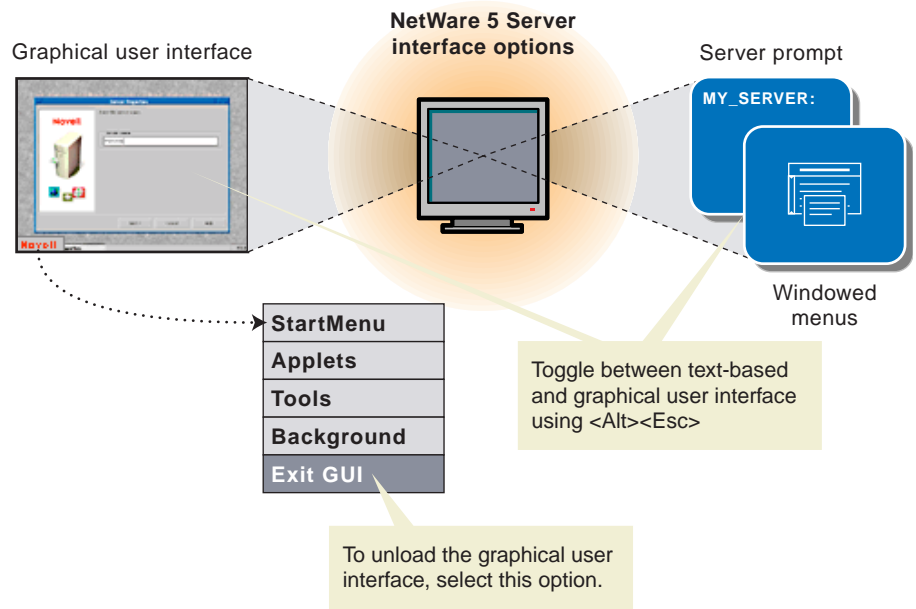 NetWare 5 Server
interface options
Graphical user interface
Server prompt
Server Properties
Novell
Novell
MY_SERVER:
Windowed
menus
StartMenu
Applets
Tools
Background
Exit GUI
Toggle between text-based
and graphical user interface
using <Alt><Esc>
To unload the graphical user
interface, select this option.